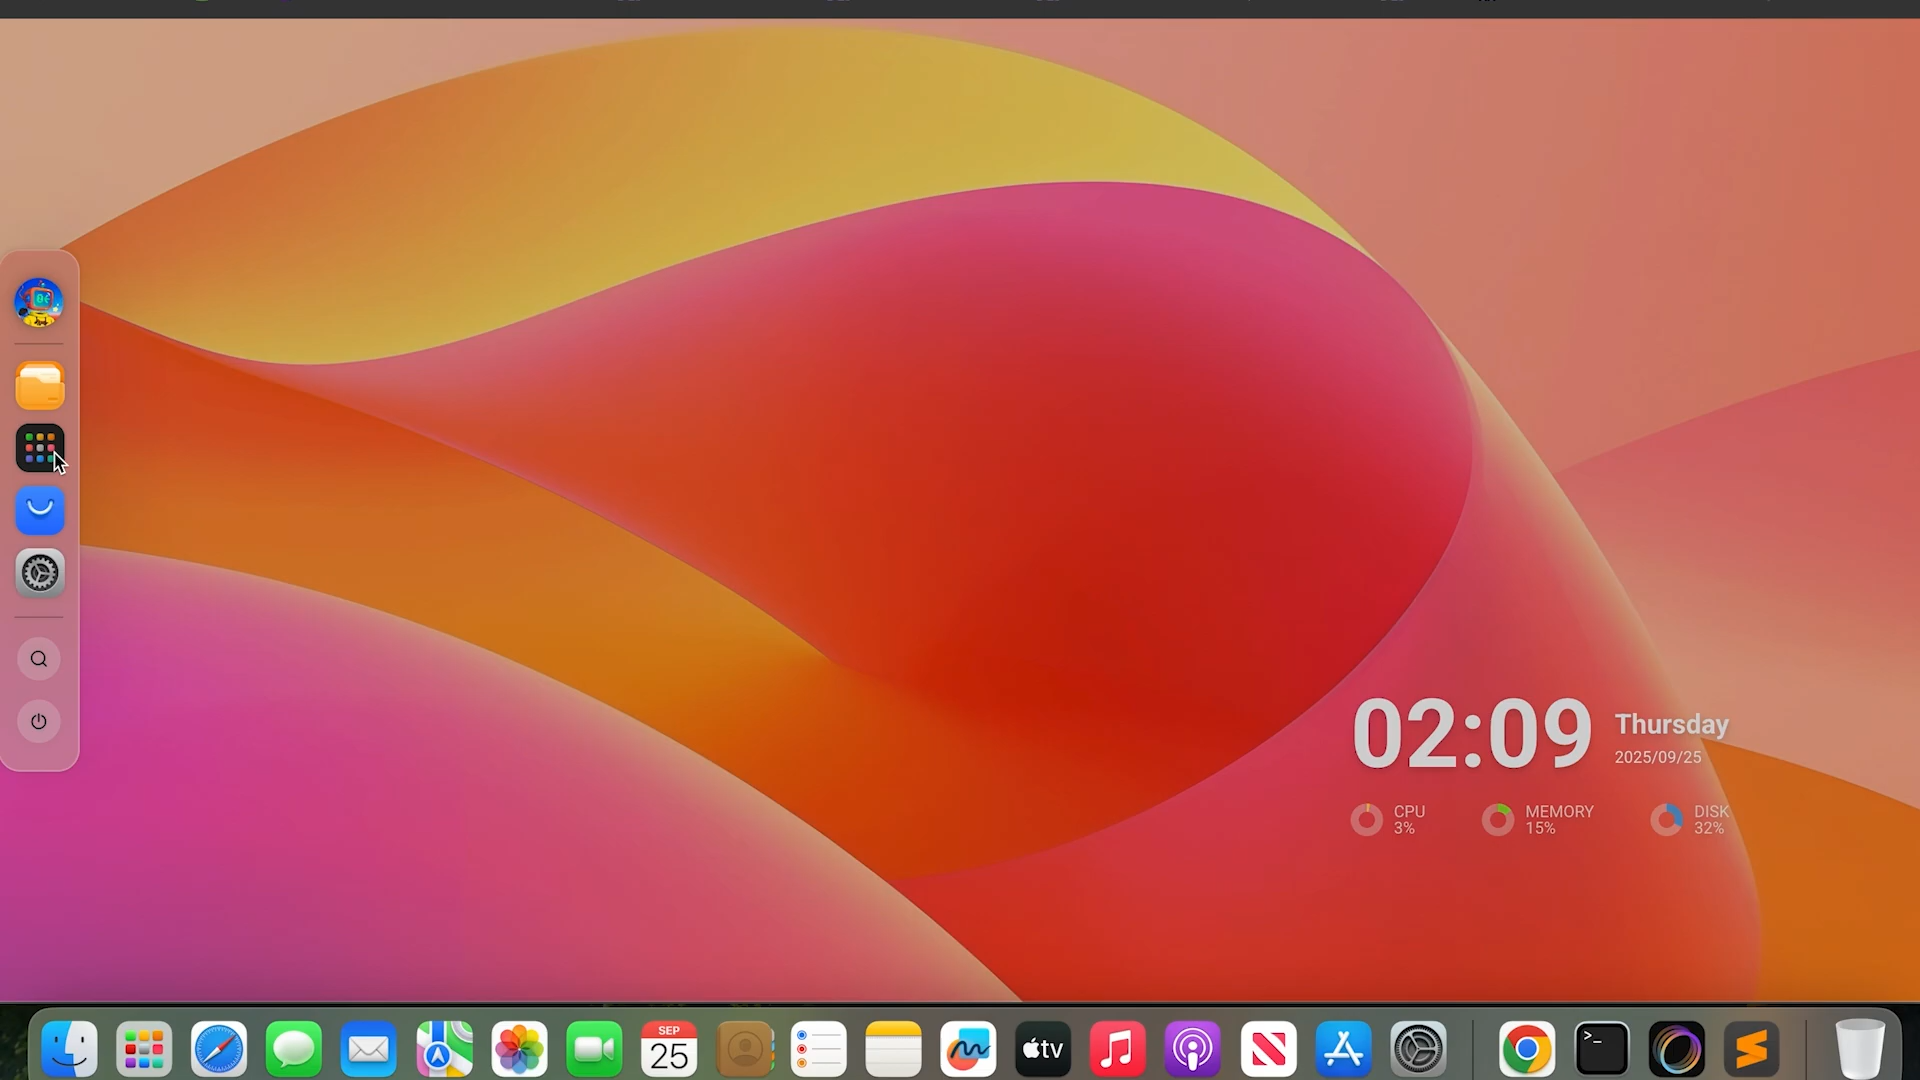 02:09
Thursday
2025/09/25
CPU
3%
MEMORY
15%
DISK
32%
SEP
25
tv
>_